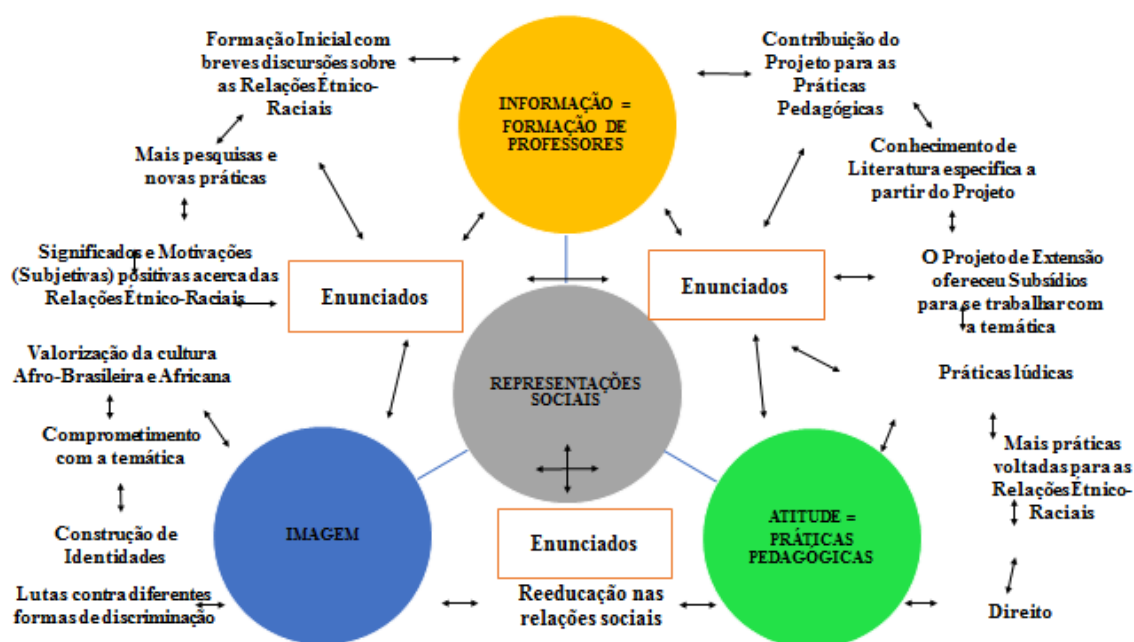 Formação Inicial com
breves discursões sobre
as Relações Étnico-
Raciais
Contribuição do
Projeto para as
Práticas
Pedagógicas
INFORMAÇÃO =
FORMAÇÃO DE
PROFESSORES
Mais pesquisas e
novas práticas
Conhecimento de
Literatura especifica a
partir do Projeto
Significados e Motivações
(Subjetivas) positivas acerca das
Relações Étnico-Raciais
Enunciados
Enunciados
O Projeto de Extensão
ofereceu Subsídios
para se trabalhar com
a temática
Valorização da cultura
Afro-Brasileira e Africana
REPRESENTAÇÕES
SOCIAIS
Práticas lúdicas
Comprometimento
com a temática
Mais práticas
voltadas para as
Relações Étnico-
Raciais
Construção de
Identidades
IMAGEM
Enunciados
ATITUDE =
PRÁTICAS
PEDAGÓGICAS
Lutas contra diferentes
formas de discriminação
Reeducação nas
relações sociais
Direito